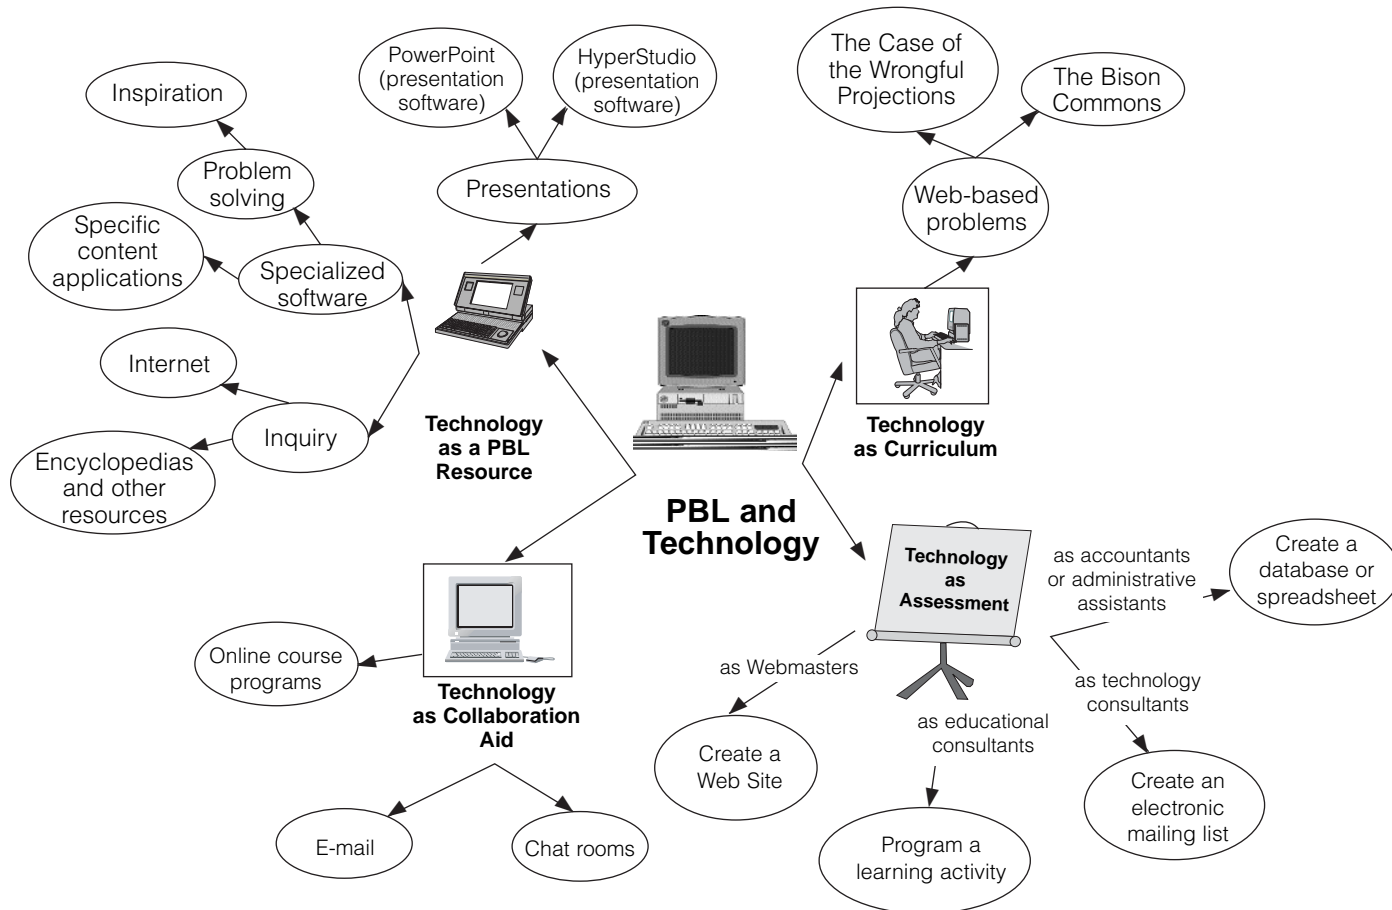 PowerPoint
(presentation
software)
HyperStudio
(presentation
software)
The Case of
the Wrongful
Projections
The Bison
Commons
Inspiration
Problem
solving
Presentations
Web-based
problems
Specific
content
applications
Specialized
software
Internet
Inquiry
Encyclopedias
and other
resources
Technology
as a PBL
Resource
Technology
as Curriculum
PBL and
Technology
Technology
as
Assessment
as accountants
or administrative
assistants
Create a
database or
spreadsheet
Online course
programs
Technology
as Collaboration
Aid
as Webmasters
as technology
consultants
as educational
consultants
Create a
Web Site
Create an
electronic
mailing list
E-mail
Chat rooms
Program a
learning activity